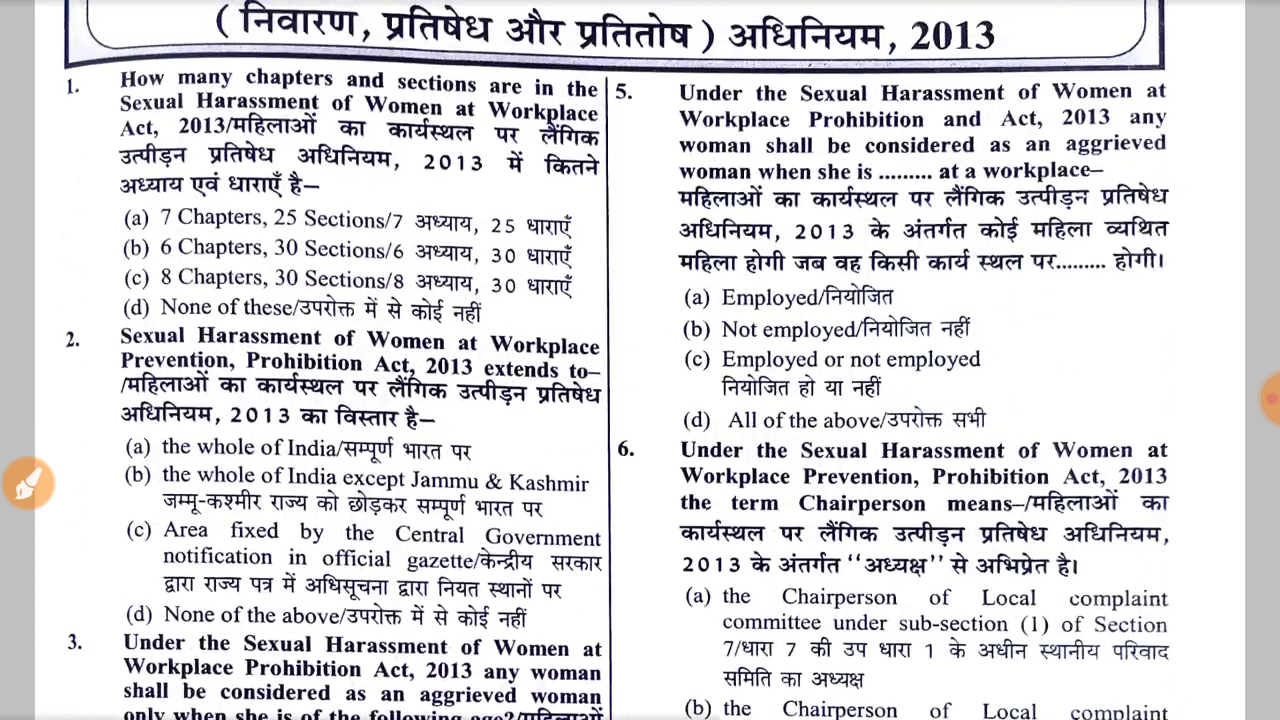 ( निवारण, प्रतिषेध और प्रतितोष ) अधिनियम, 2013
1. How many chapters and sections are in the
Sexual Harassment of Women at Workplace
Act, 2013/महिलाओं का कार्यस्थल पर लैंगिक
उत्पीड़न प्रतिषेध अधिनियम, 2013 में कितने
अध्याय एवं धाराएँ है–
(a) 7 Chapters, 25 Sections/7 अध्याय, 25 धाराएँ
(b) 6 Chapters, 30 Sections/6 अध्याय, 30 धाराएँ
(c) 8 Chapters, 30 Sections/8 अध्याय, 30 धाराएँ
(d) None of these/उपरोक्त में से कोई नहीं
2. Sexual Harassment of Women at Workplace
Prevention, Prohibition Act, 2013 extends to–
/महिलाओं का कार्यस्थल पर लैंगिक उत्पीड़न प्रतिषेध
अधिनियम, 2013 का विस्तार है–
(a) the whole of India/सम्पूर्ण भारत पर
(b) the whole of India except Jammu & Kashmir
जम्मू-कश्मीर राज्य को छोड़कर सम्पूर्ण भारत पर
(c) Area fixed by the Central Government
notification in official gazette/केन्द्रीय सरकार
द्वारा राज्य पत्र में अधिसूचना द्वारा नियत स्थानों पर
(d) None of the above/उपरोक्त में से कोई नहीं
3. Under the Sexual Harassment of Women at
Workplace Prohibition Act, 2013 any woman
shall be considered as an aggrieved woman
only when she is of the following age?/महिलाओं
5. Under the Sexual Harassment of Women at
Workplace Prohibition and Act, 2013 any
woman shall be considered as an aggrieved
woman when she is ......... at a workplace–
महिलाओं का कार्यस्थल पर लैंगिक उत्पीड़न प्रतिषेध
अधिनियम, 2013 के अंतर्गत कोई महिला व्यथित
महिला होगी जब वह किसी कार्य स्थल पर......... होगी।
(a) Employed/नियोजित
(b) Not employed/नियोजित नहीं
(c) Employed or not employed
नियोजित हो या नहीं
(d) All of the above/उपरोक्त सभी
6. Under the Sexual Harassment of Women at
Workplace Prevention, Prohibition Act, 2013
the term Chairperson means–/महिलाओं का
कार्यस्थल पर लैंगिक उत्पीड़न प्रतिषेध अधिनियम,
2013 के अंतर्गत ‘‘अध्यक्ष’’ से अभिप्रेत है।
(a) the Chairperson of Local complaint
committee under sub-section (1) of Section
7/धारा 7 की उप धारा 1 के अधीन स्थानीय परिवाद
समिति का अध्यक्ष
(b) the Chairperson of Local complaint